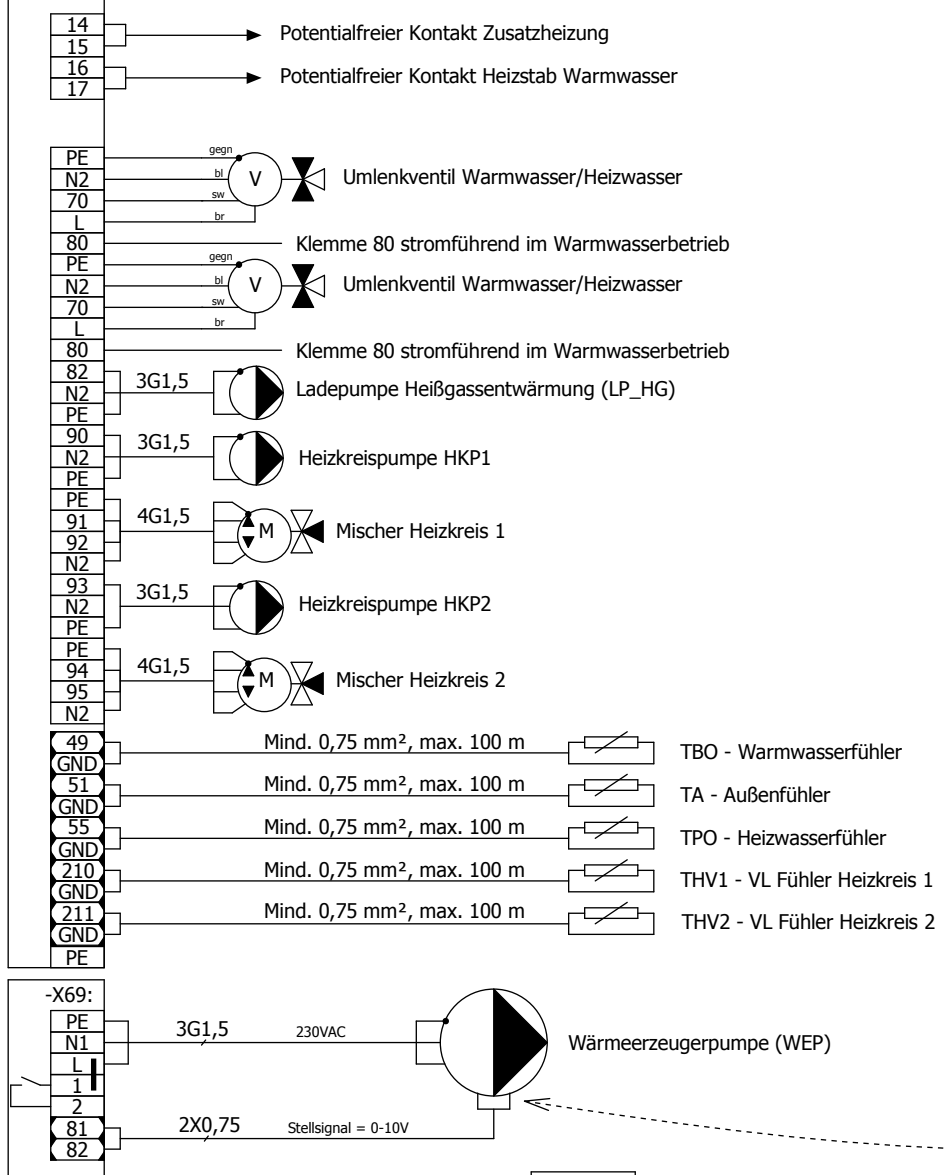 14
15
Potentialfreier Kontakt Zusatzheizung
16
17
Potentialfreier Kontakt Heizstab Warmwasser
PE gegn
N2 bl V Umlenkventil Warmwasser/Heizwasser
70 sw
L br
80 Klemme 80 stromführend im Warmwasserbetrieb
PE gegn
N2 bl V Umlenkventil Warmwasser/Heizwasser
70 sw
L br
80 Klemme 80 stromführend im Warmwasserbetrieb
82
N2 3G1,5 Ladepumpe Heißgassentwärmung (LP_HG)
PE
90
N2 3G1,5 Heizkreispumpe HKP1
PE
PE
91 4G1,5 M Mischer Heizkreis 1
92
N2
93
N2 3G1,5 Heizkreispumpe HKP2
PE
PE
94 4G1,5 M Mischer Heizkreis 2
95
N2
49 Mind. 0,75 mm², max. 100 m TBO - Warmwasserfühler
GND
51 Mind. 0,75 mm², max. 100 m TA - Außenfühler
GND
55 Mind. 0,75 mm², max. 100 m TPO - Heizwasserfühler
GND
210 Mind. 0,75 mm², max. 100 m THV1 - VL Fühler Heizkreis 1
GND
211 Mind. 0,75 mm², max. 100 m THV2 - VL Fühler Heizkreis 2
GND
PE
-X69:
PE
N1 3G1,5 230VAC Wärmeerzeugerpumpe (WEP)
L
1
2
81 2X0,75 Stellsignal = 0-10V
82